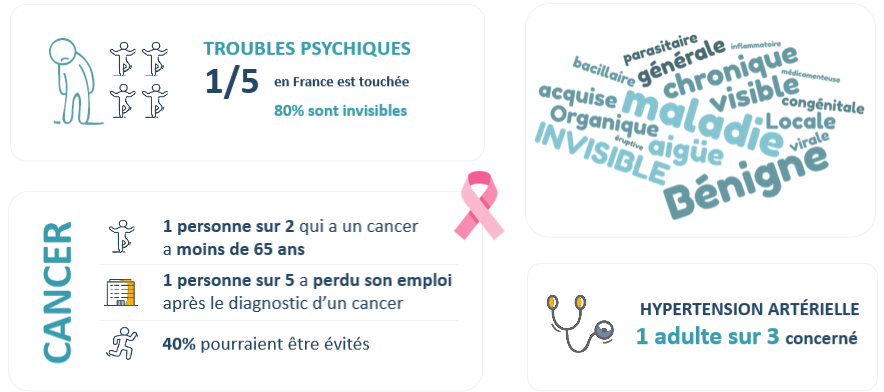 TROUBLES PSYCHIQUES
1/5 en France est touchée
80% sont invisibles
parasitaire
inflammatoire
bacillaire
générale
chronique
médicamenteuse
acquise
maladie
visible
congénitale
Organique
Locale
INVISIBLE
éruptive
aigüe
virale
Bénigne
CANCER
1 personne sur 2 qui a un cancer
a moins de 65 ans
1 personne sur 5 a perdu son emploi
après le diagnostic d’un cancer
40% pourraient être évités
HYPERTENSION ARTÉRIELLE
1 adulte sur 3 concerné